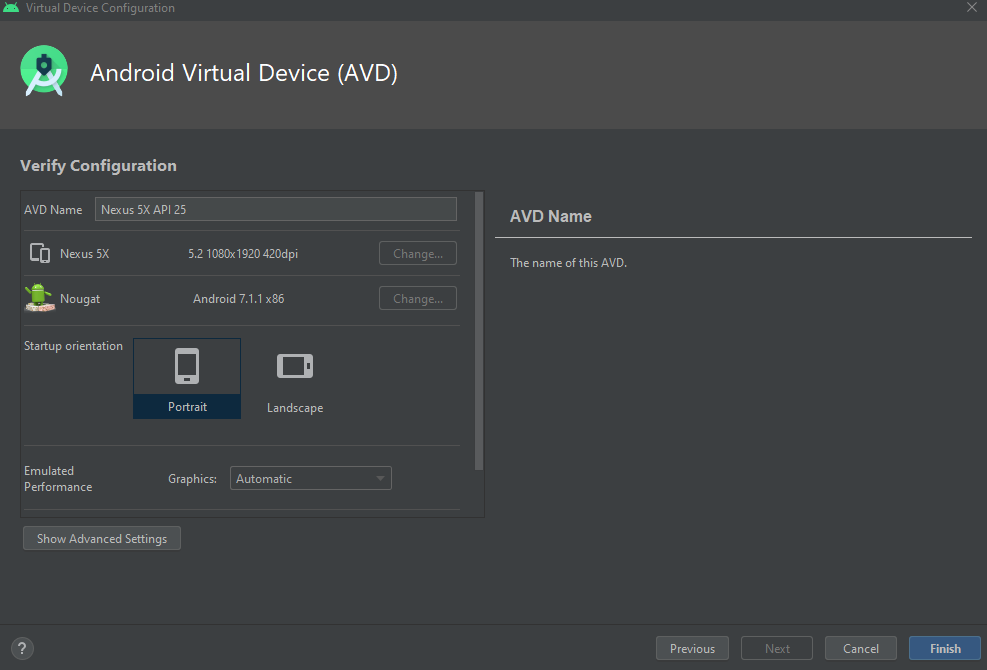 Virtual Device Configuration
Android Virtual Device (AVD)
Verify Configuration
AVD Name Nexus 5X API 25
Nexus 5X 5.2 1080x1920 420dpi Change...
Nougat Android 7.1.1 x86 Change...
Startup orientation
Portrait Landscape
Emulated
Performance
Graphics: Automatic
Show Advanced Settings
AVD Name
The name of this AVD.
? Previous Next Cancel Finish